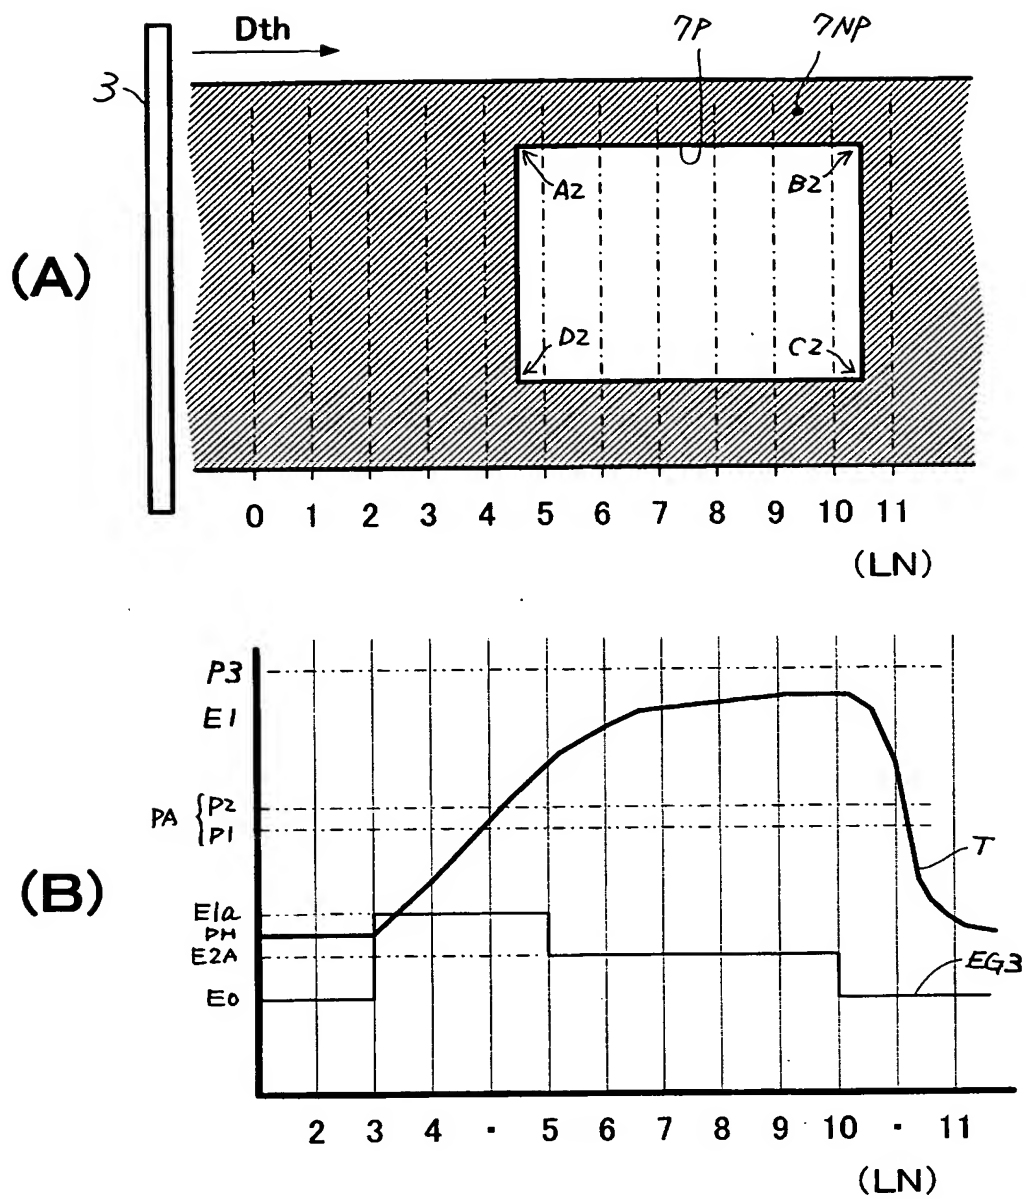 Dth
7P
7NP
3
A2
B2
(A)
D2
C2
0 1 2 3 4 5 6 7 8 9 10 11
(LN)
P3
E1
PA { P2
P1
T
(B)
E1a
PH
E2A
EG3
E0
2 3 4 · 5 6 7 8 9 10 · 11
(LN)